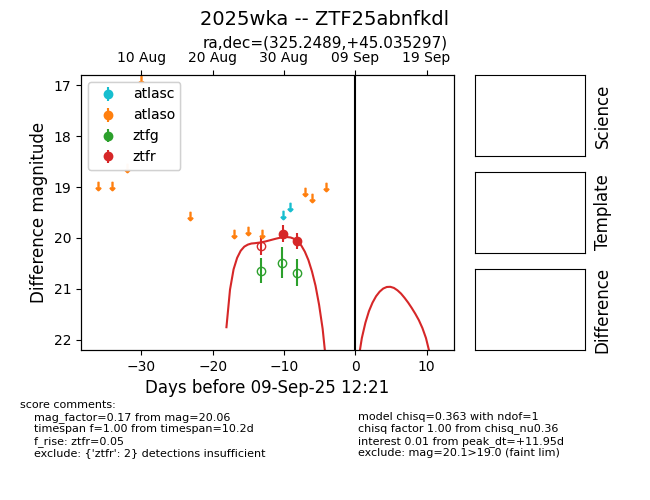 2025wka -- ZTF25abnfkdl
ra,dec=(325.2489,+45.035297)
10 Aug 20 Aug 30 Aug 09 Sep 19 Sep
17
18
19
20
21
22
Difference magnitude
atlasc
atlaso
ztfg
ztfr
−30 −20 −10 0 10
Days before 09-Sep-25 12:21
Science
Template
Difference
score comments:
mag_factor=0.17 from mag=20.06
timespan f=1.00 from timespan=10.2d
f_rise: ztfr=0.05
exclude: {'ztfr': 2} detections insufficient
model chisq=0.363 with ndof=1
chisq factor 1.00 from chisq_nu0.36
interest 0.01 from peak_dt=+11.95d
exclude: mag=20.1>19.0 (faint lim)